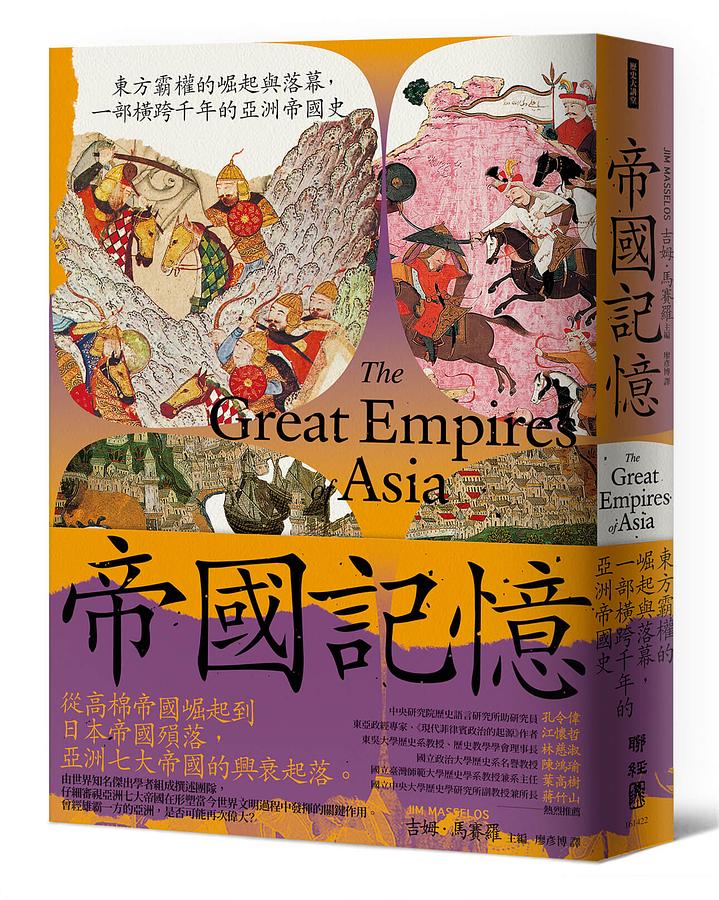 東方霸權的崛起與落幕，
一部橫跨千年的亞洲帝國史
The
Great Empires
of Asia
帝國記憶
從高棉帝國崛起到
日本帝國殞落，
亞洲七大帝國的興衰起落。
由世界知名傑出學者組成撰述團隊，
仔細審視亞洲七大帝國在形塑當今世界文明過程中發揮的關鍵作用。
曾經雄霸一方的亞洲，是否可能再次偉大？
中央研究院歷史語言研究所助研究員 孔令偉
東亞政經專家、《現代菲律賓政治的起源》作者 江懷哲
東吳大學歷史系教授、歷史教學學會理事長 林慈淑
國立政治大學歷史系名譽教授 陳鴻瑜
國立臺灣師範大學歷史學系教授兼系主任 葉高樹
國立中央大學歷史學研究所副教授兼所長 蔣竹山
熱烈推薦
JIM MASSELOS
吉姆·馬賽羅 主編 廖彥博 譯
歷史大講堂
帝國記憶
JIM MASSELOS 吉姆·馬賽羅 主編 廖彥博 譯
The
Great
Empires
of Asia
東方霸權的
崛起與落幕，
一部橫跨千年的
亞洲帝國史
聯經
161422